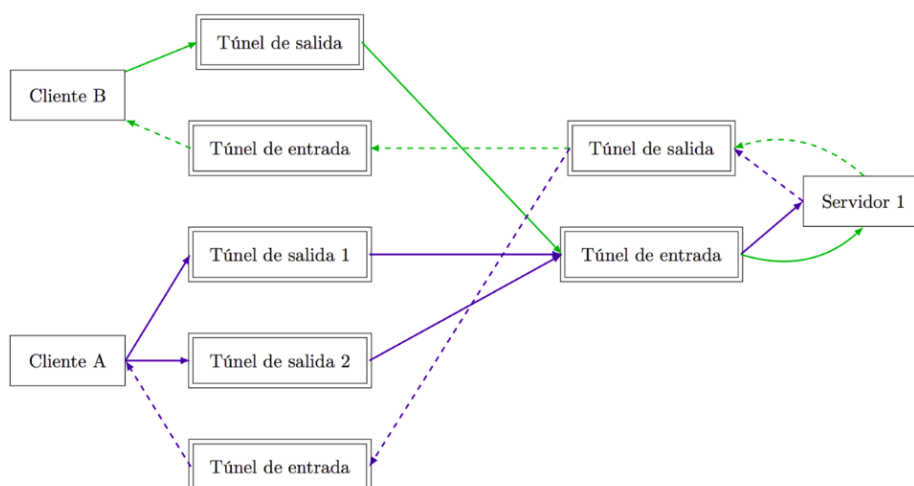 Túnel de salida
Cliente B
Túnel de entrada
Túnel de salida
Servidor 1
Túnel de salida 1
Túnel de entrada
Cliente A
Túnel de salida 2
Túnel de entrada